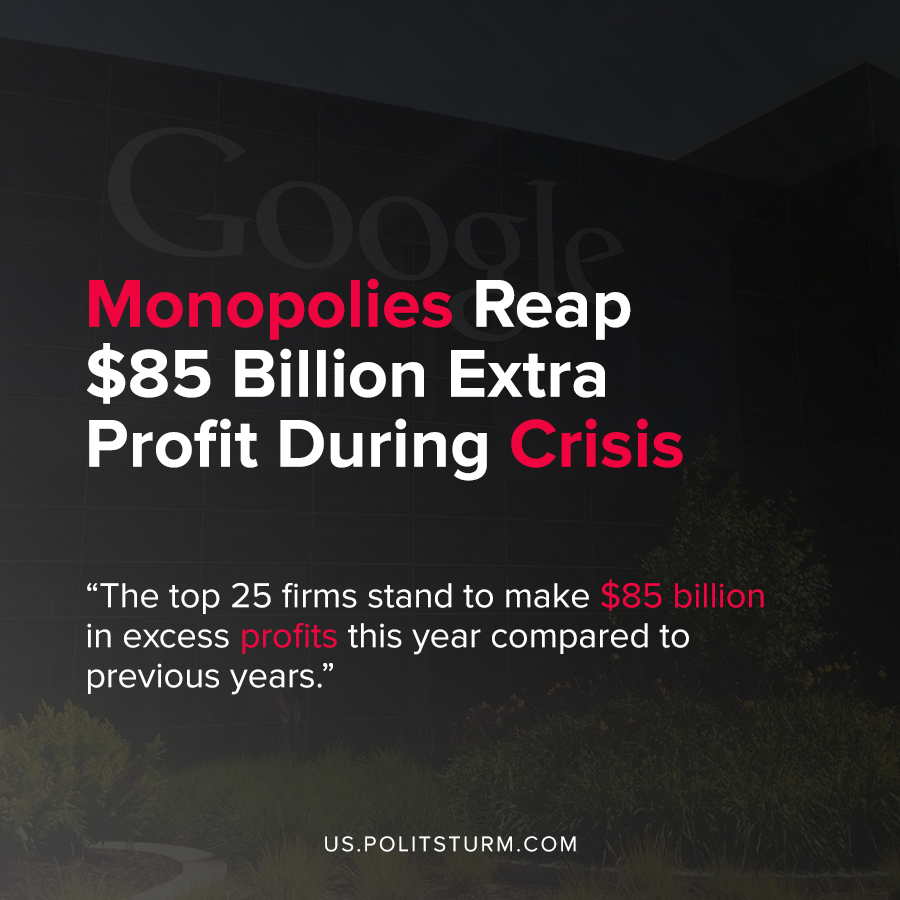 Google
Monopolies Reap
$85 Billion Extra
Profit During Crisis
“The top 25 firms stand to make $85 billion
in excess profits this year compared to
previous years.”
US.POLITSTURM.COM